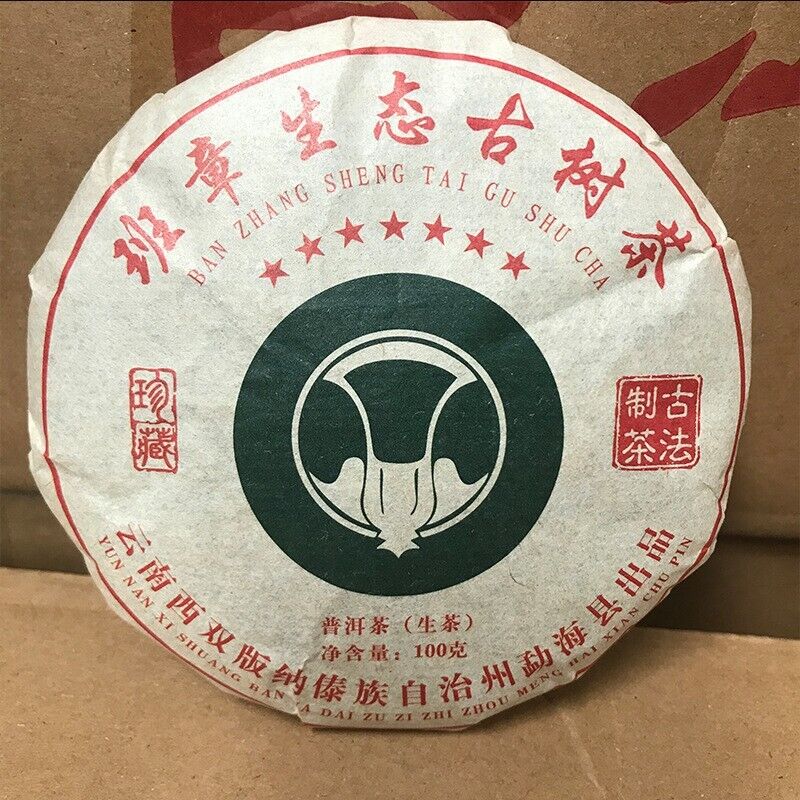 班章生态古树茶
BAN ZHANG SHENG TAI GU SHU CHA
珍藏
古法
制茶
普洱茶（生茶）
净含量：100克
云南西双版纳傣族自治州勐海县出品
YUN NAN XI SHUANG BAN NA DAI ZU ZI ZHI ZHOU MENG HAI XIAN CHU PIN